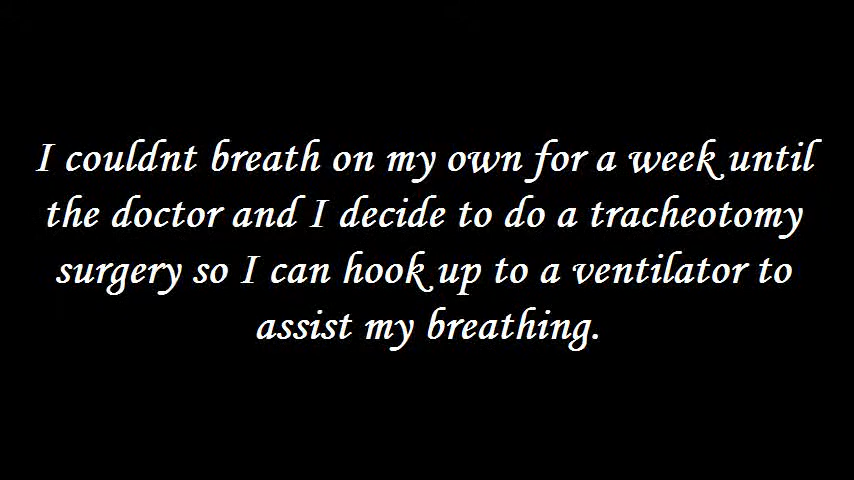 I couldnt breath on my own for a week until
the doctor and I decide to do a tracheotomy
surgery so I can hook up to a ventilator to
assist my breathing.